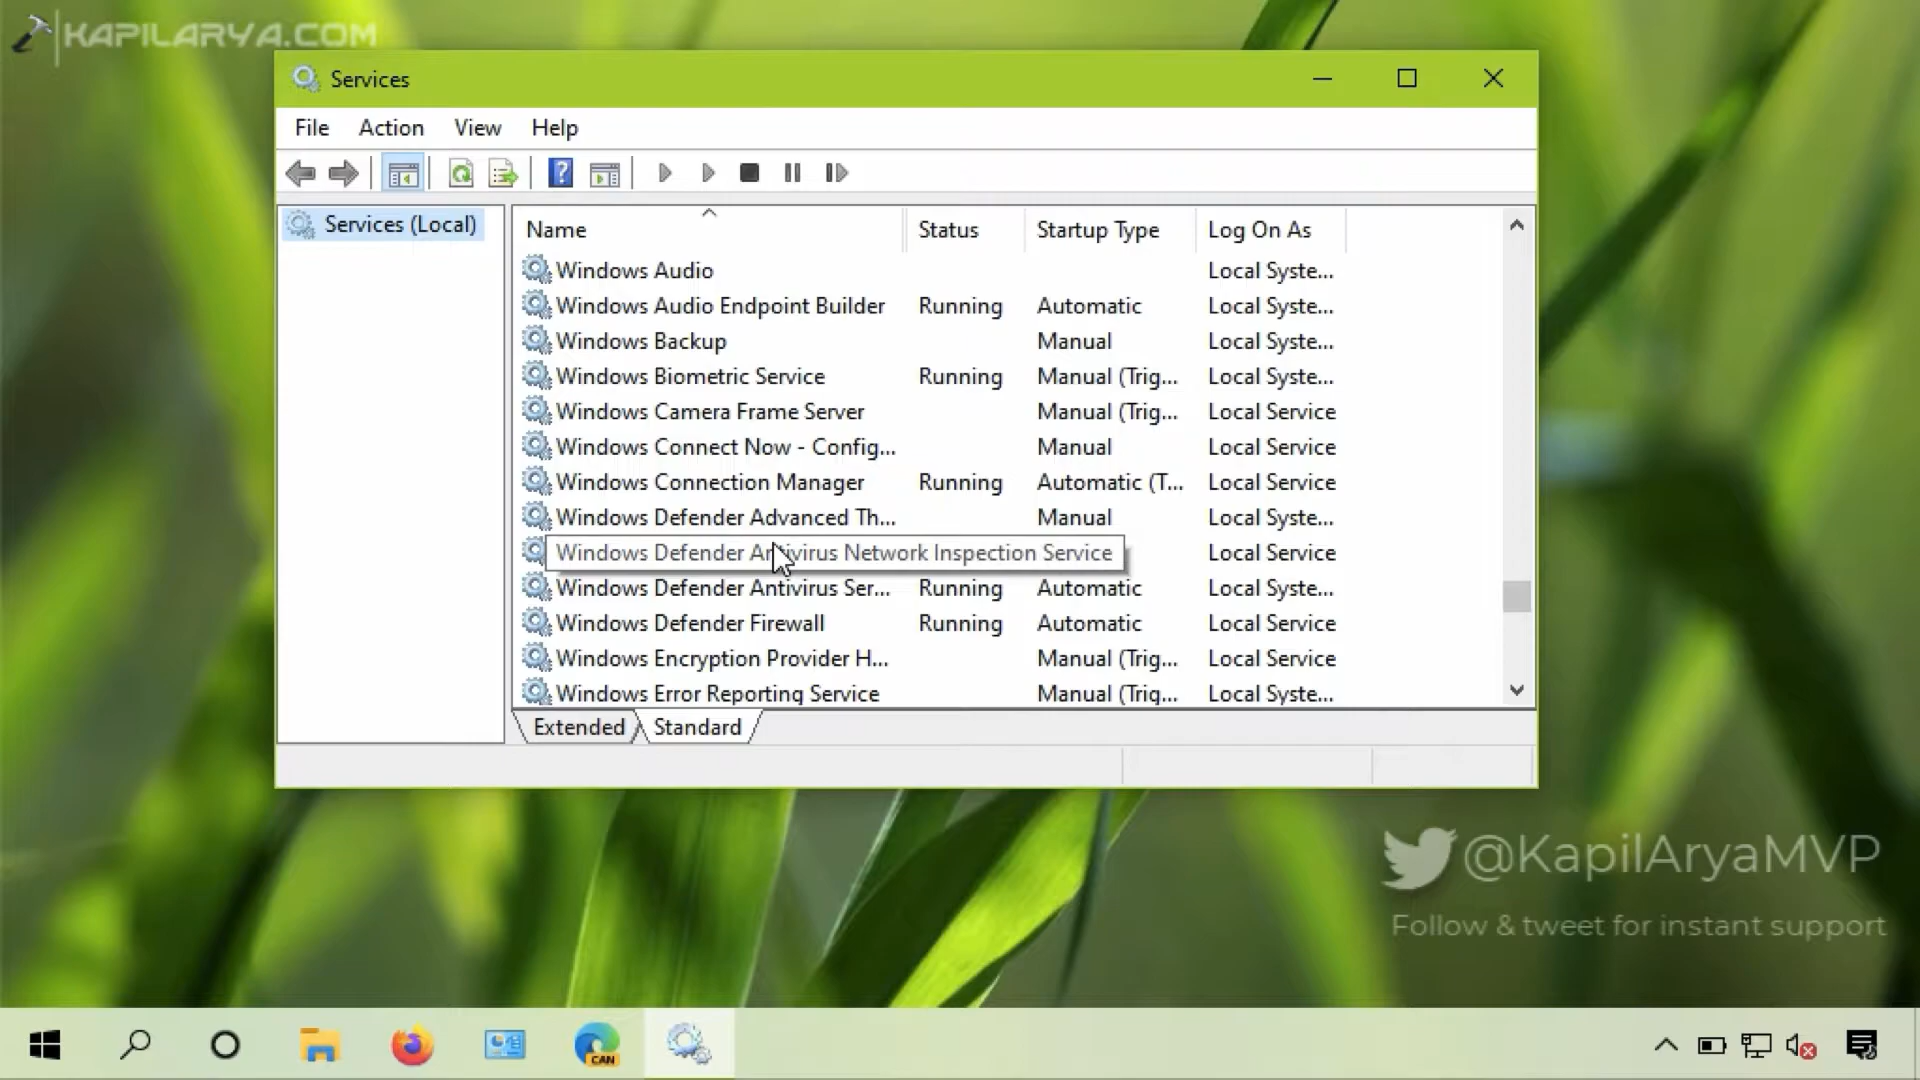 KAPILARYA.COM
Services
File Action View Help
Services (Local)
Name Status Startup Type Log On As
Windows Audio Local Syste...
Windows Audio Endpoint Builder Running Automatic Local Syste...
Windows Backup Manual Local Syste...
Windows Biometric Service Running Manual (Trig... Local Syste...
Windows Camera Frame Server Manual (Trig... Local Service
Windows Connect Now - Config... Manual Local Service
Windows Connection Manager Running Automatic (T... Local Service
Windows Defender Advanced Th... Manual Local Syste...
Windows Defender Antivirus Network Inspection Service Local Service
Windows Defender Antivirus Ser... Running Automatic Local Syste...
Windows Defender Firewall Running Automatic Local Service
Windows Encryption Provider H... Manual (Trig... Local Service
Windows Error Reporting Service Manual (Trig... Local Syste...
Extended Standard
@KapilAryaMVP
Follow & tweet for instant support
CAN